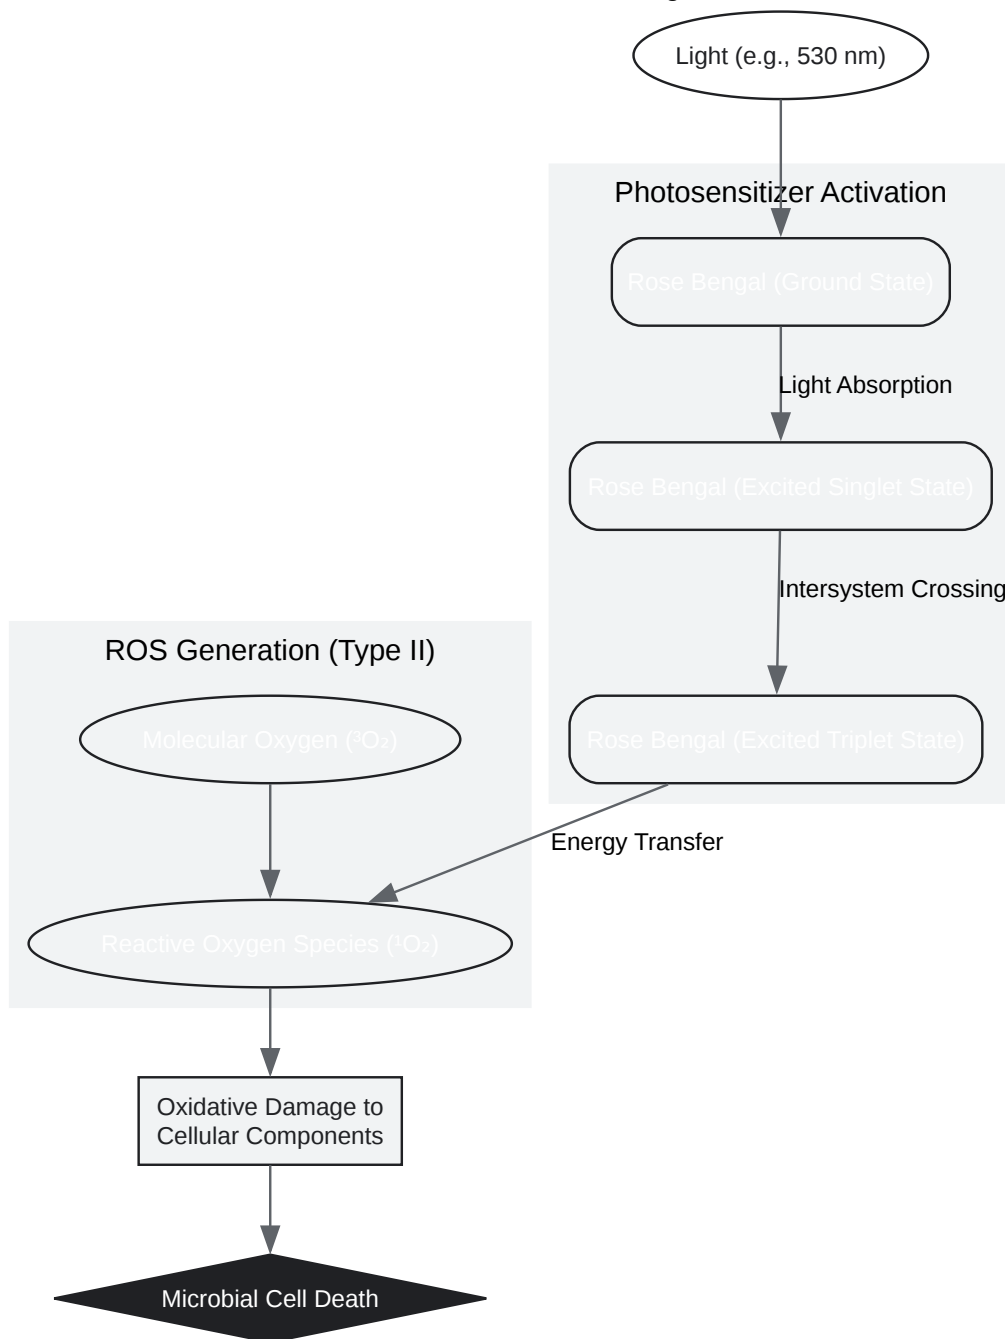 Light (e.g., 530 nm)
Photosensitizer Activation
Rose Bengal (Ground State)
Light Absorption
Rose Bengal (Excited Singlet State)
Intersystem Crossing
ROS Generation (Type II)
Molecular Oxygen (³O₂)
Rose Bengal (Excited Triplet State)
Energy Transfer
Reactive Oxygen Species (¹O₂)
Oxidative Damage to
Cellular Components
Microbial Cell Death